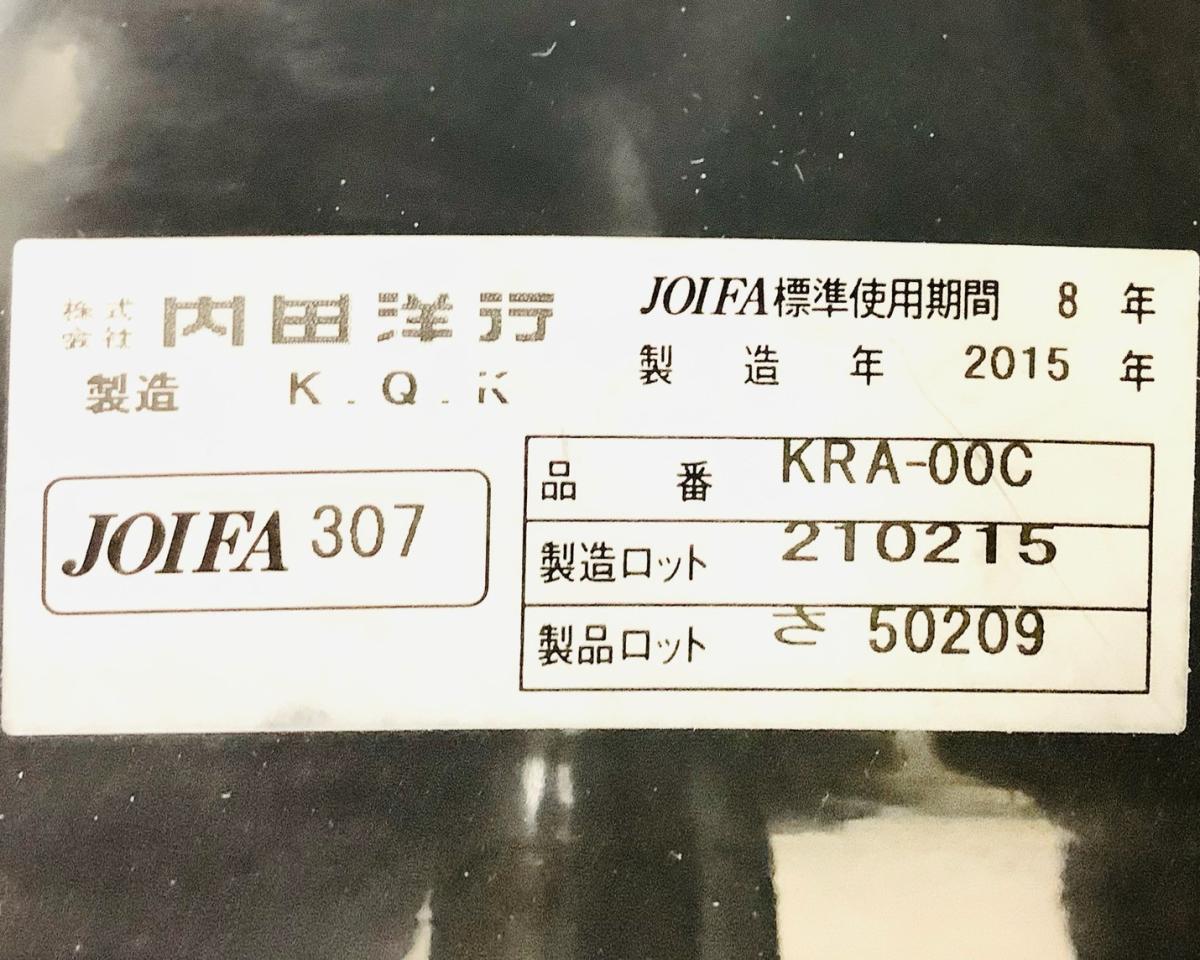 株式会社 内田洋行
製造 K.Q.K
JOIFA 307
JOIFA標準使用期間 8 年
製造年 2015 年
品番 KRA-00C
製造ロット 210215
製品ロット 50209